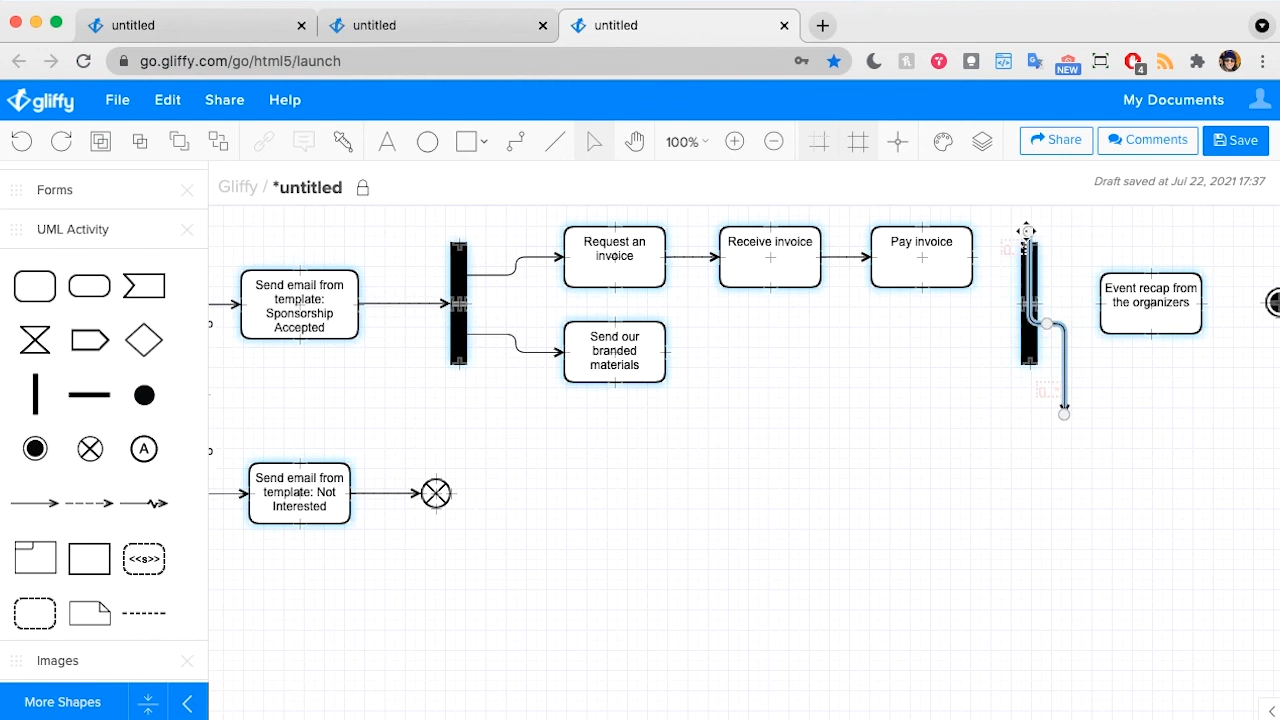 untitled
untitled
untitled
go.gliffy.com/go/html5/launch
NEW
4
gliffy
File
Edit
Share
Help
My Documents
A
100%
Share
Comments
Save
Forms
UML Activity
A
<<s>>
Images
More Shapes
Gliffy / *untitled
Draft saved at Jul 22, 2021 17:37
Send email from
template:
Sponsorship
Accepted
Request an
invoice
Receive invoice
Pay invoice
Send our
branded
materials
Event recap from
the organizers
Send email from
template: Not
Interested